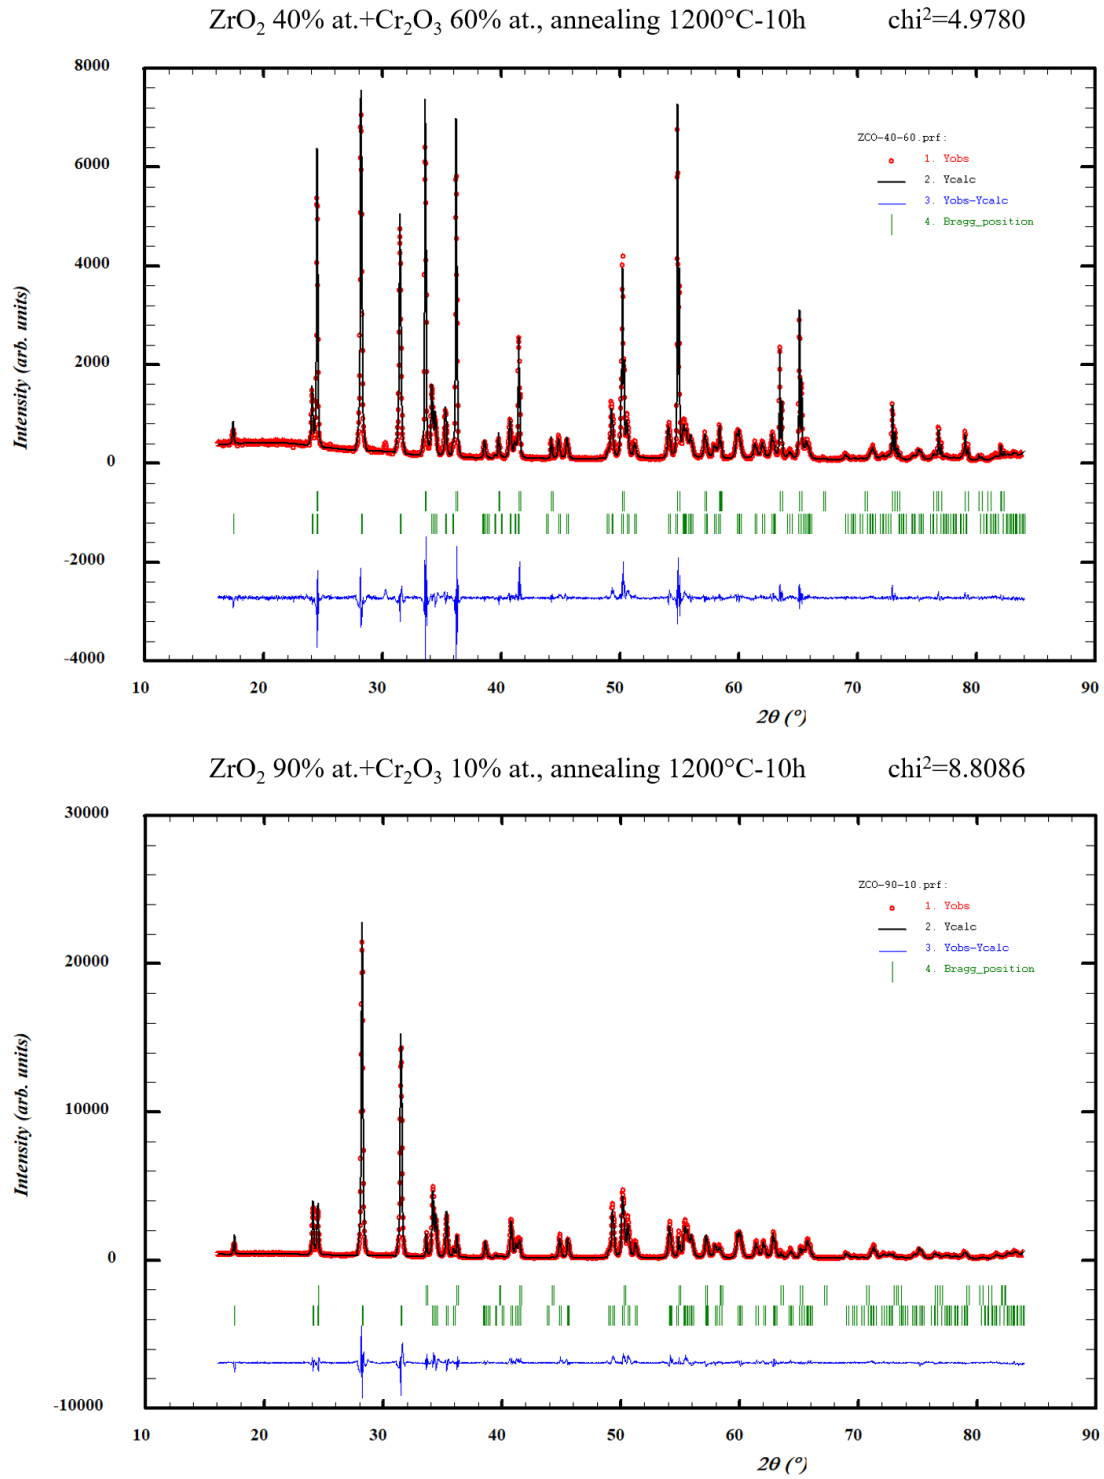 ZrO₂ 40% at.+Cr₂O₃ 60% at., annealing 1200°C-10h chi²=4.9780
8000
6000
4000
2000
0
-2000
-4000
Intensity (arb. units)
ZCO-40-60.prf:
1. Yobs
2. Ycalc
3. Yobs-Ycalc
4. Bragg_position
10 20 30 40 50 60 70 80 90
2θ (°)
ZrO₂ 90% at.+Cr₂O₃ 10% at., annealing 1200°C-10h chi²=8.8086
30000
20000
10000
0
-10000
Intensity (arb. units)
ZCO-90-10.prf:
1. Yobs
2. Ycalc
3. Yobs-Ycalc
4. Bragg_position
10 20 30 40 50 60 70 80 90
2θ (°)